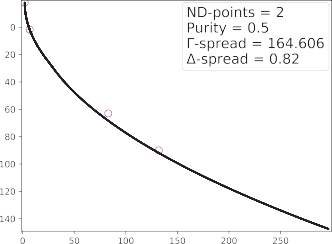 ND-points = 2
Purity = 0.5
Γ-spread = 164.606
Δ-spread = 0.82
0
20
40
60
80
100
120
140
0 50 100 150 200 250